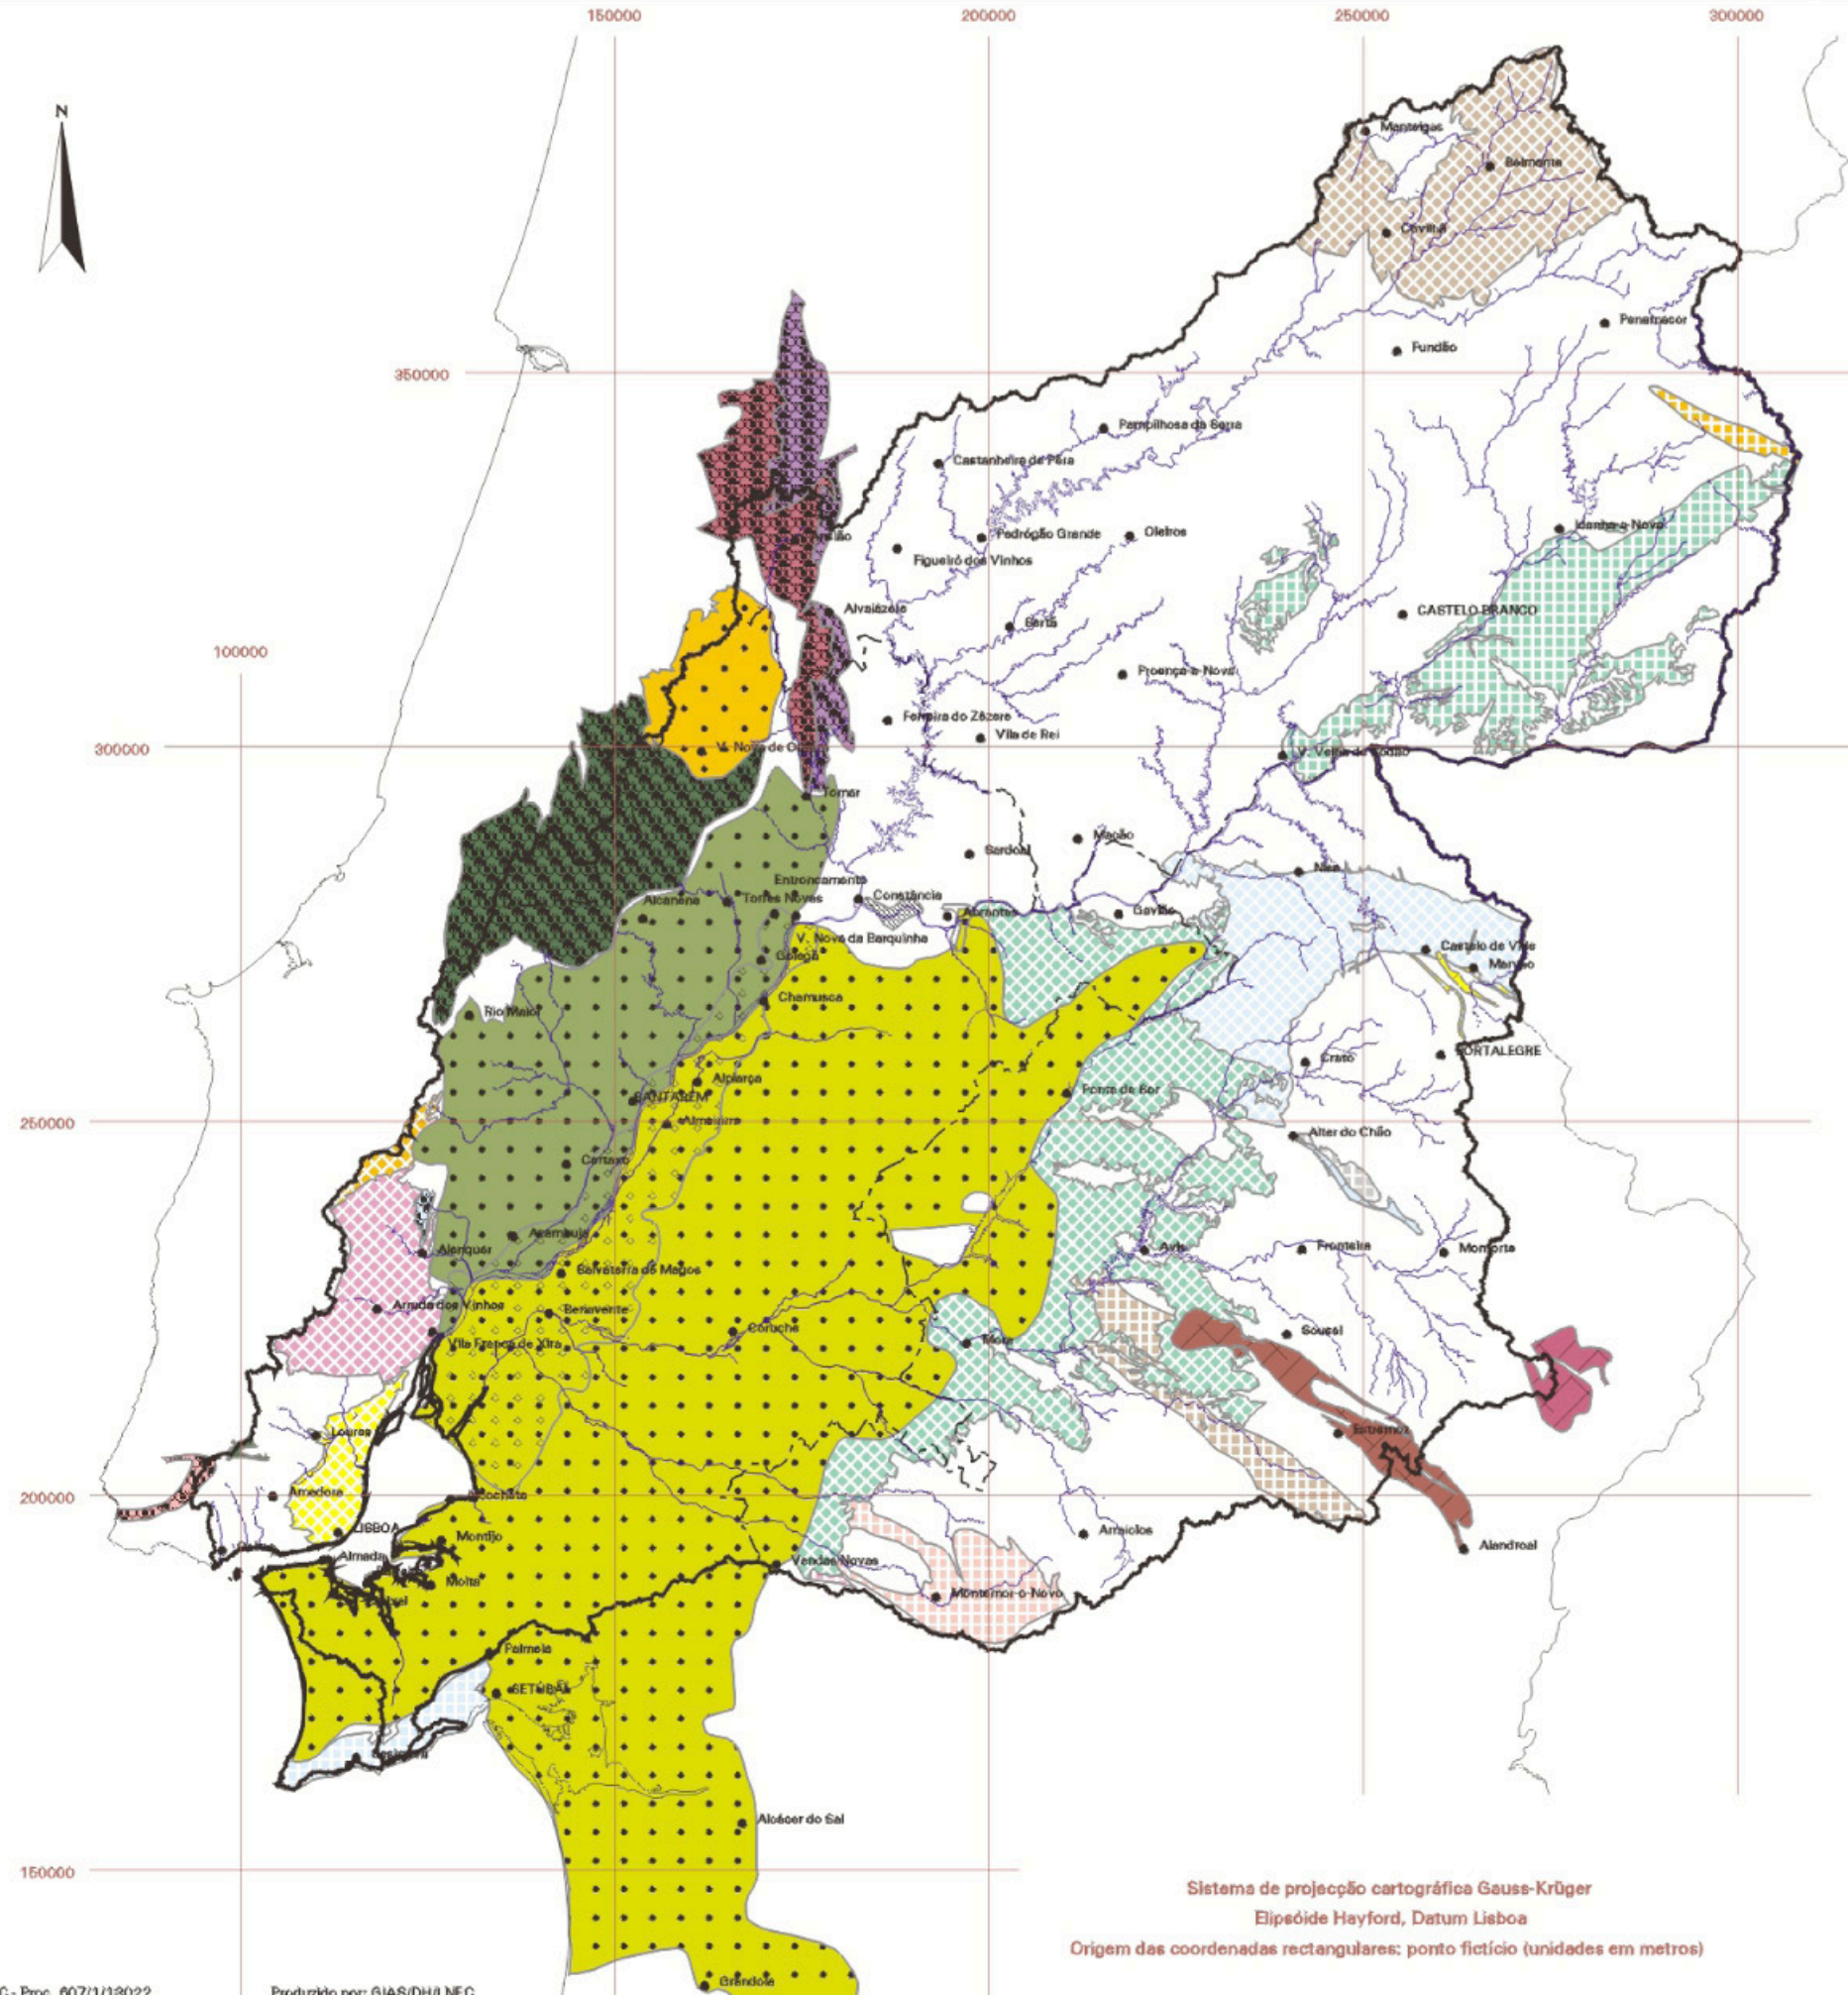 150000
200000
250000
300000
N
Manteigas
Belmonte
Covilhã
Penamacor
Fundão
350000
Pampilhosa da Serra
Castanheira de Pêra
Idanha-a-Nova
Pedrógão Grande
Oleiros
Figueiró dos Vinhos
Alvaiázere
CASTELO BRANCO
Sertã
100000
Proença-a-Nova
Ferreira do Zêzere
Vila de Rei
300000
Tomar
Mação
Sardoal
Nisa
Entroncamento
Constância
Alcanena
Torres Novas
Abrantes
Gavião
V. Nova da Barquinha
Castelo de Vide
Golegã
Marvão
Chamusca
Rio Maior
Crato
PORTALEGRE
Alpiarça
Ponte de Sor
SANTARÉM
250000
Almeirim
Alter do Chão
Cartaxo
Azambuja
Alenquer
Avis
Fronteira
Monforte
Salvaterra de Magos
Arruda dos Vinhos
Benavente
Coruche
Sousel
Vila Franca de Xira
Mora
Loures
Estremoz
200000
Amadora
Alcochete
LISBOA
Montijo
Arraiolos
Alandroal
Almada
Vendas Novas
Moita
Montemor-o-Novo
Palmela
SETÚBAL
Alcácer do Sal
150000
Sistema de projecção cartográfica Gauss-Krüger
Elipsóide Hayford, Datum Lisboa
Origem das coordenadas rectangulares: ponto fictício (unidades em metros)
Grândola
C - Proc. 607/1/13022
Produzido por: GIAS/DH/LNEC